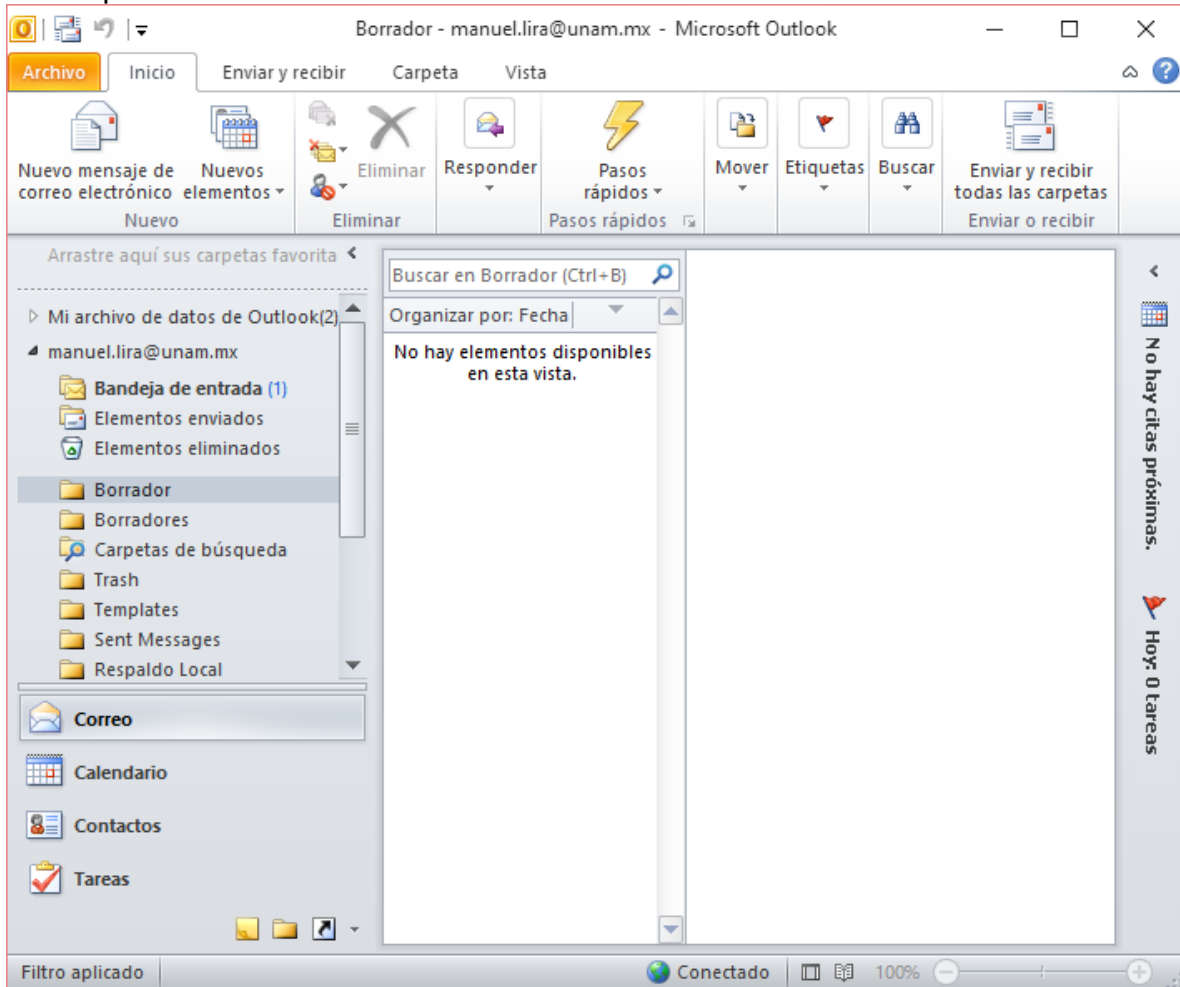 Borrador - manuel.lira@unam.mx - Microsoft Outlook
Archivo Inicio Enviar y recibir Carpeta Vista
Nuevo mensaje de correo electrónico
Nuevos elementos
Nuevo
Eliminar
Eliminar
Responder
Pasos rápidos
Pasos rápidos
Mover
Etiquetas
Buscar
Enviar y recibir todas las carpetas
Enviar o recibir
Arrastre aquí sus carpetas favorita
Mi archivo de datos de Outlook(2)
manuel.lira@unam.mx
Bandeja de entrada (1)
Elementos enviados
Elementos eliminados
Borrador
Borradores
Carpetas de búsqueda
Trash
Templates
Sent Messages
Respaldo Local
Correo
Calendario
Contactos
Tareas
Buscar en Borrador (Ctrl+B)
Organizar por: Fecha
No hay elementos disponibles
en esta vista.
No hay citas próximas.
Hoy: 0 tareas
Filtro aplicado
Conectado
100%